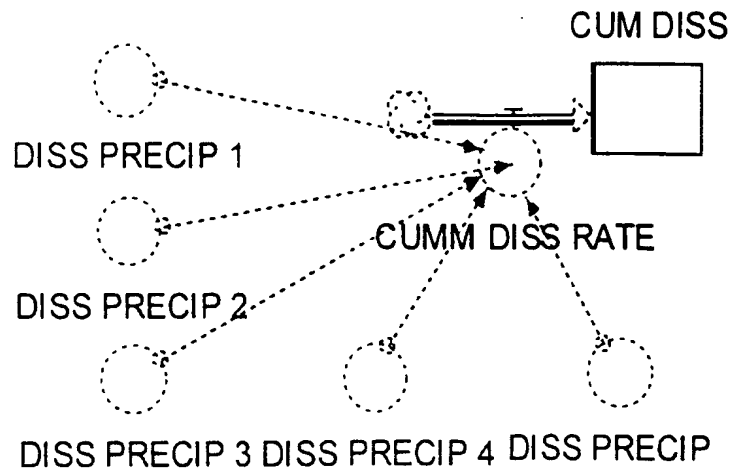 CUM DISS
DISS PRECIP 1
CUMM DISS RATE
DISS PRECIP 2
DISS PRECIP 3 DISS PRECIP 4 DISS PRECIP